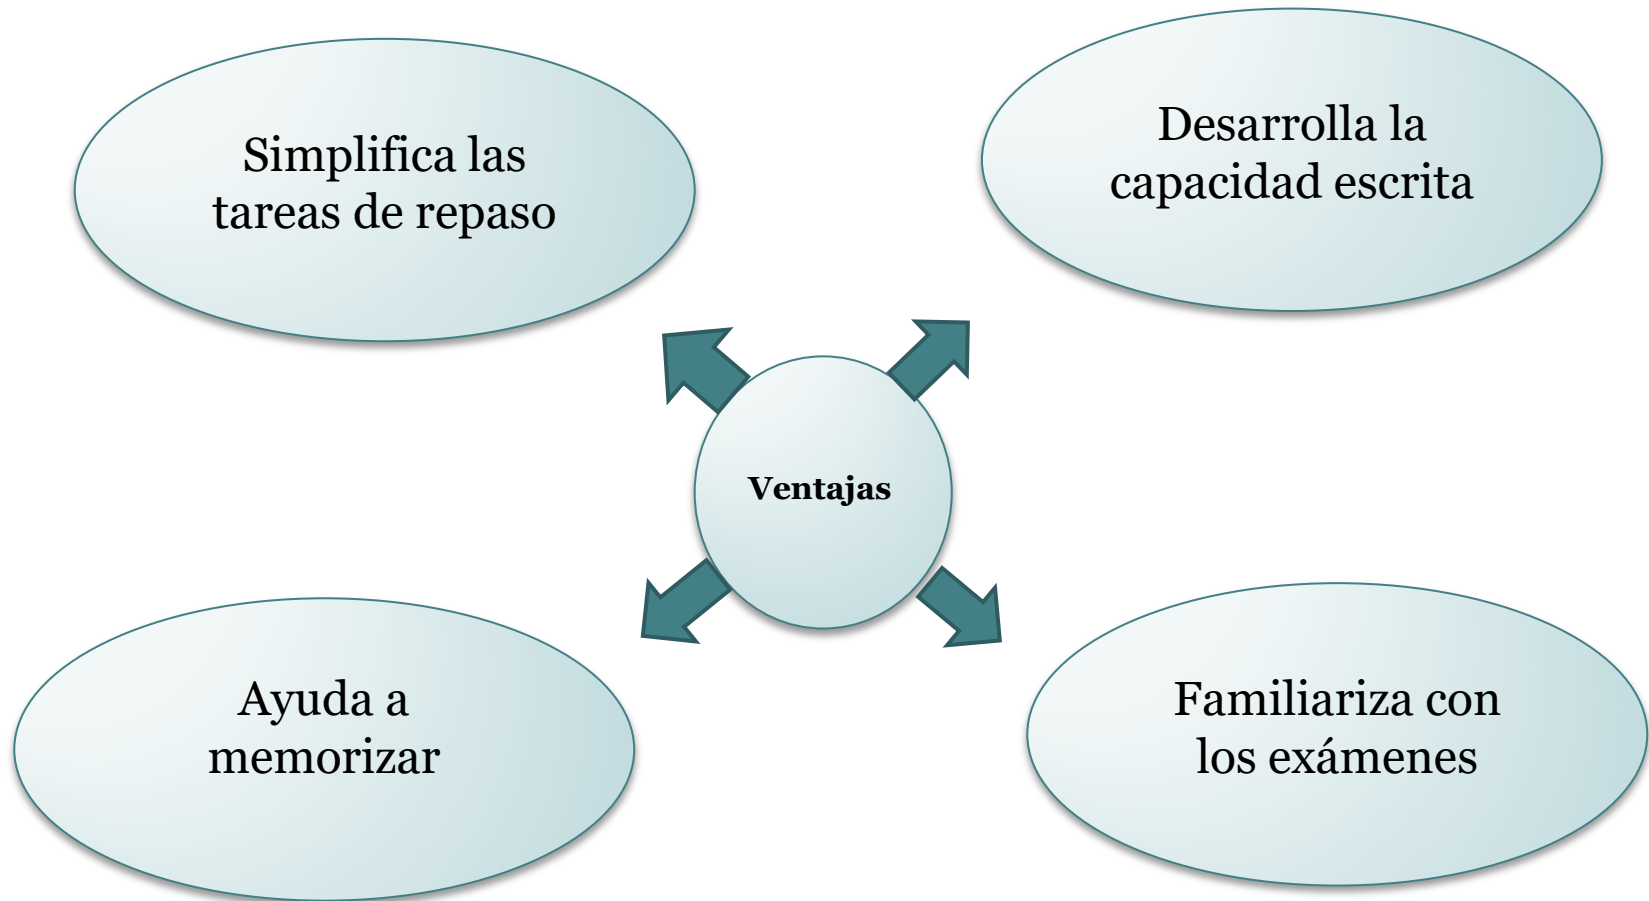 Simplifica las
tareas de repaso
Desarrolla la
capacidad escrita
Ventajas
Ayuda a
memorizar
Familiariza con
los exámenes